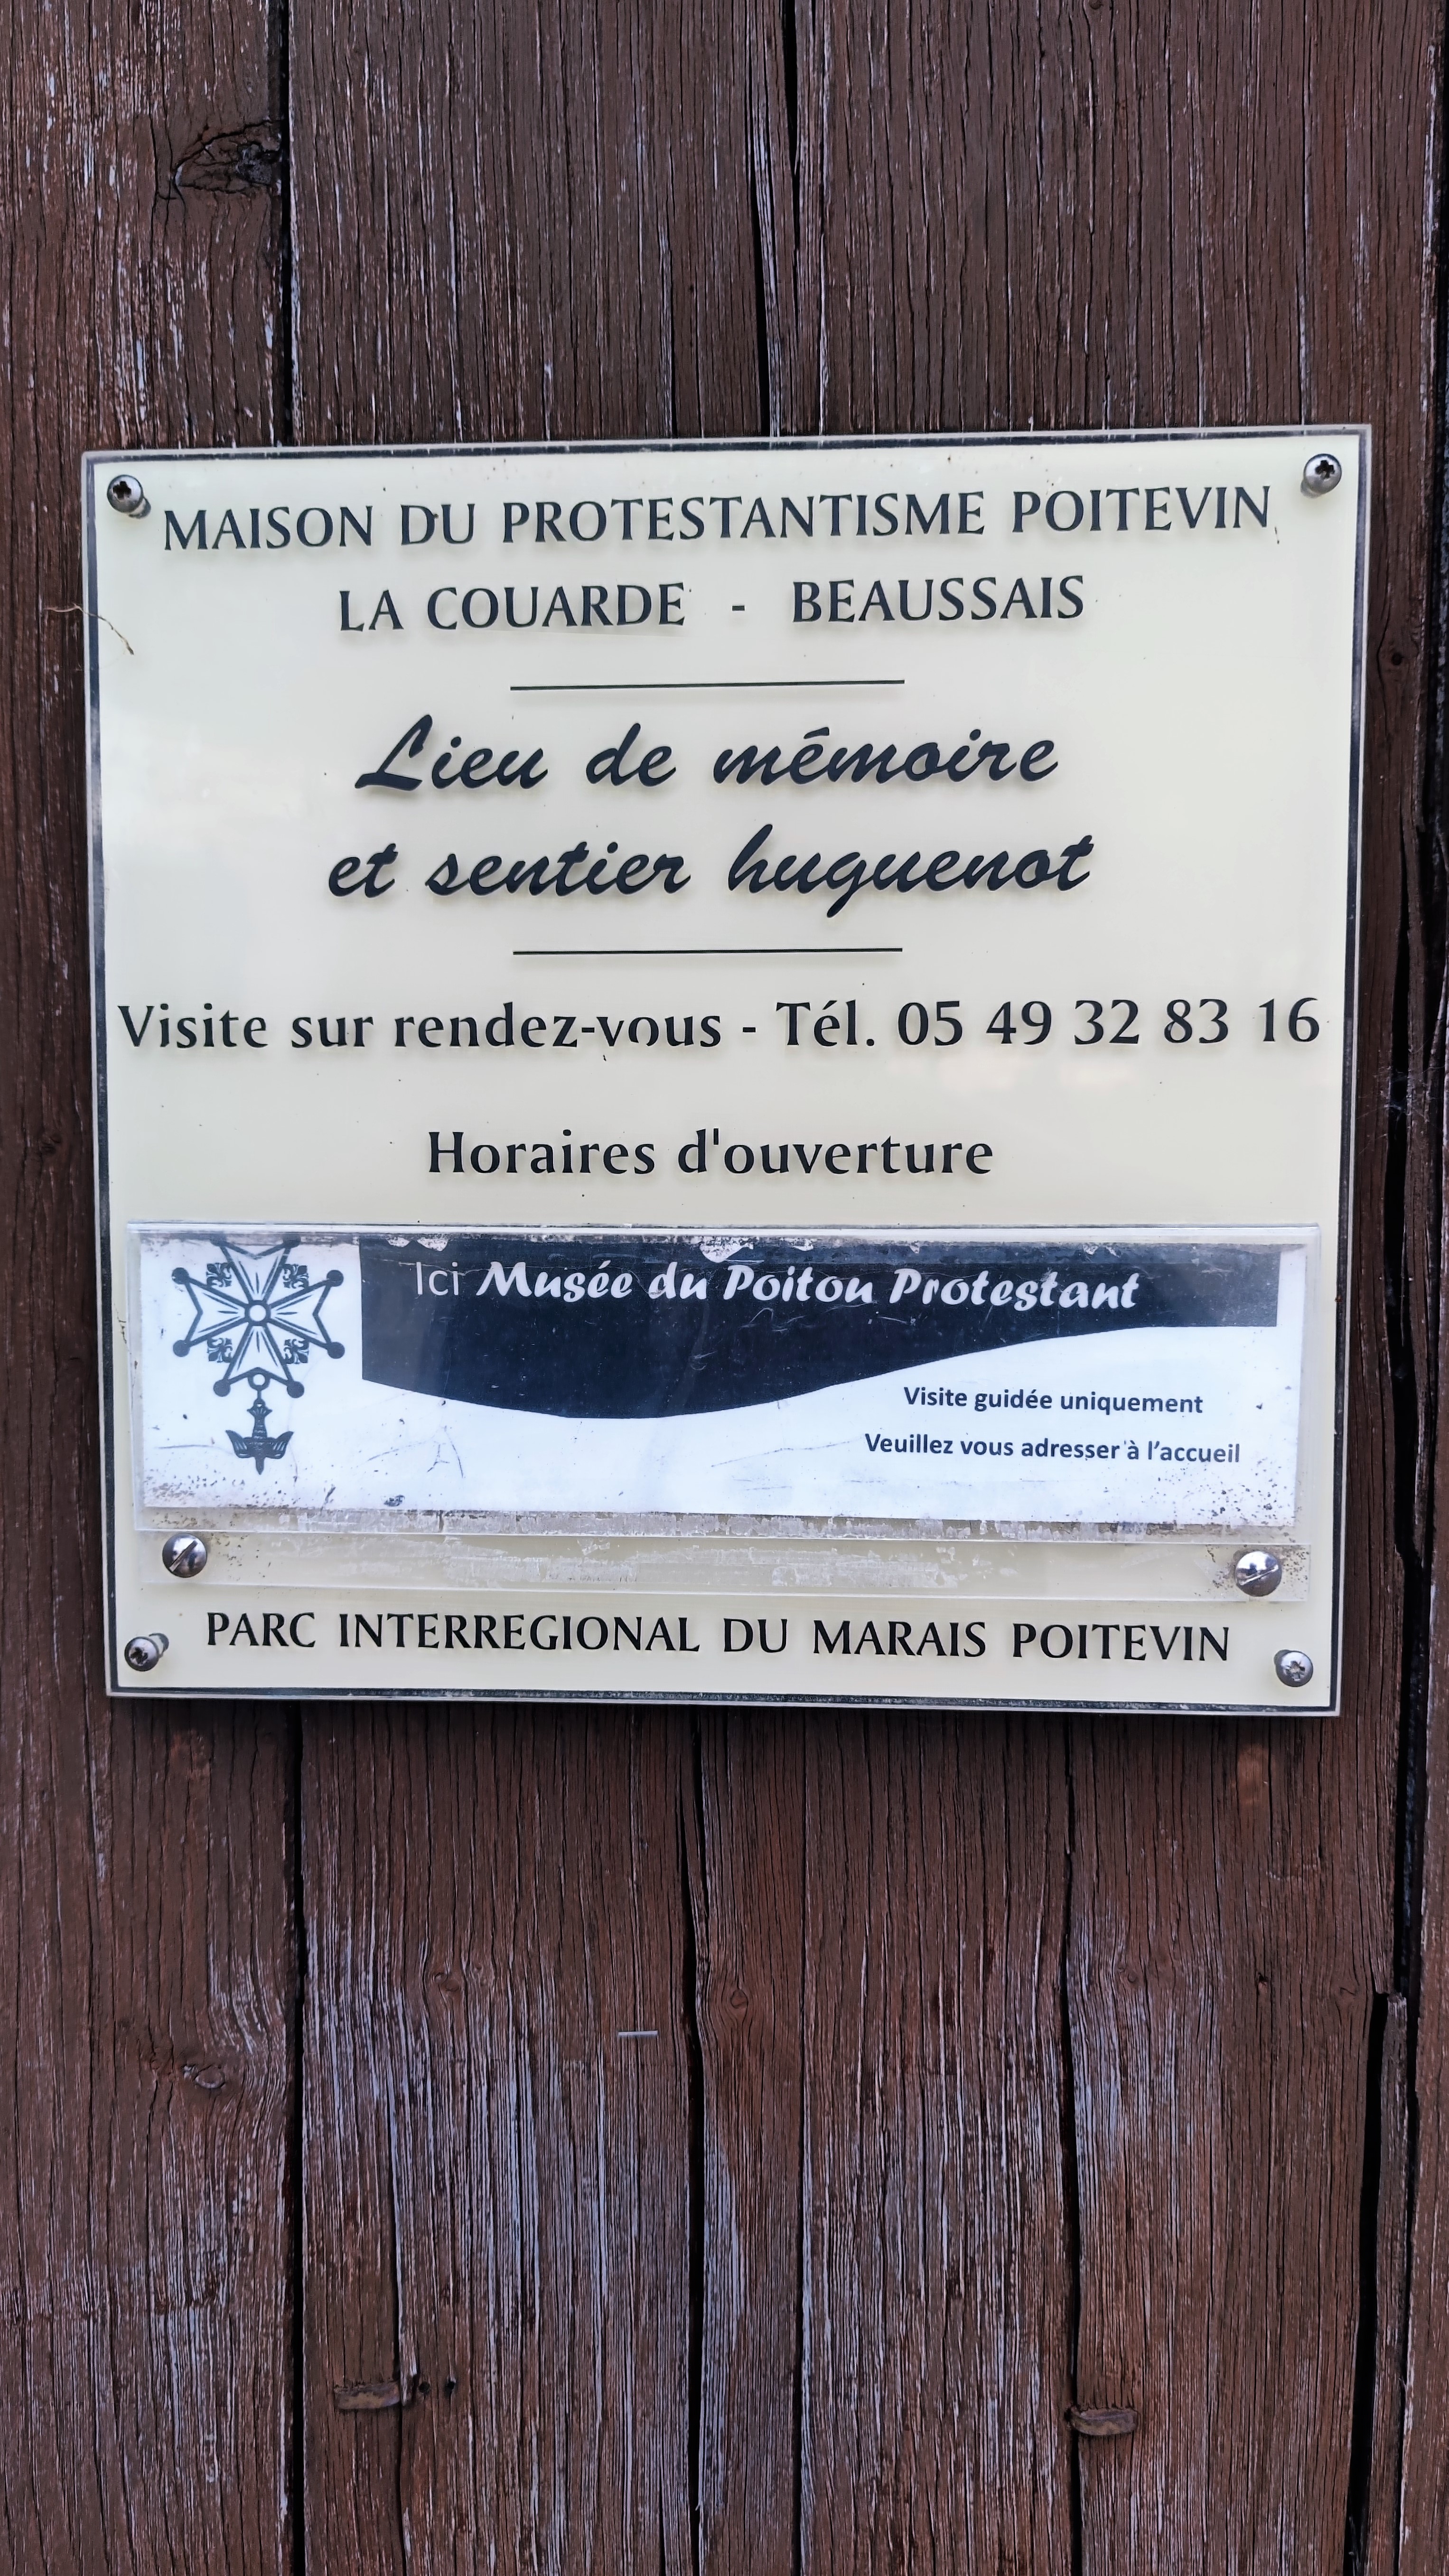 MAISON DU PROTESTANTISME POITEVIN
LA COUARDE - BEAUSSAIS
Lieu de mémoire
et sentier huguenot
Visite sur rendez-vous - Tél. 05 49 32 83 16
Horaires d'ouverture
Ici Musée du Poitou Protestant
Visite guidée uniquement
Veuillez vous adresser à l’accueil
PARC INTERREGIONAL DU MARAIS POITEVIN